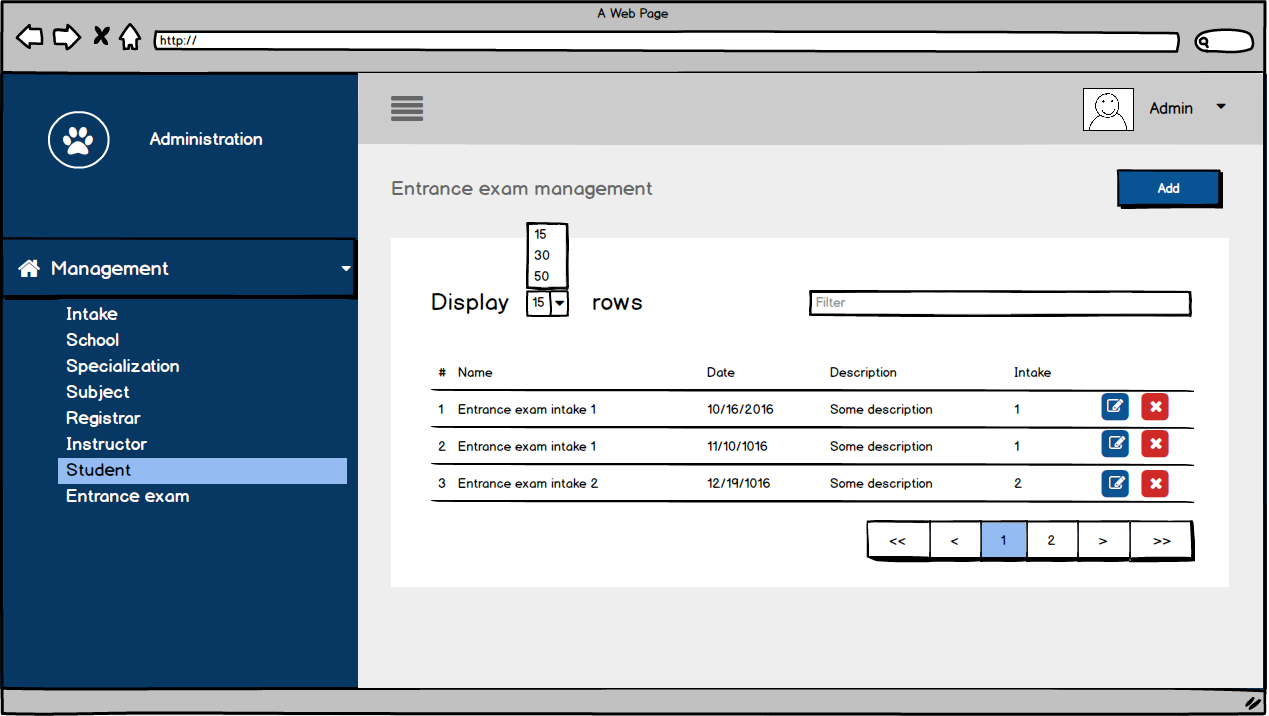 A Web Page
http://
Administration
Admin
Entrance exam management
Add
Management
Intake
School
Specialization
Subject
Registrar
Instructor
Student
Entrance exam
15
30
50
Display 15 rows
Filter
# Name Date Description Intake
1 Entrance exam intake 1 10/16/2016 Some description 1
2 Entrance exam intake 1 11/10/1016 Some description 1
3 Entrance exam intake 2 12/19/1016 Some description 2
<< < 1 2 > >>